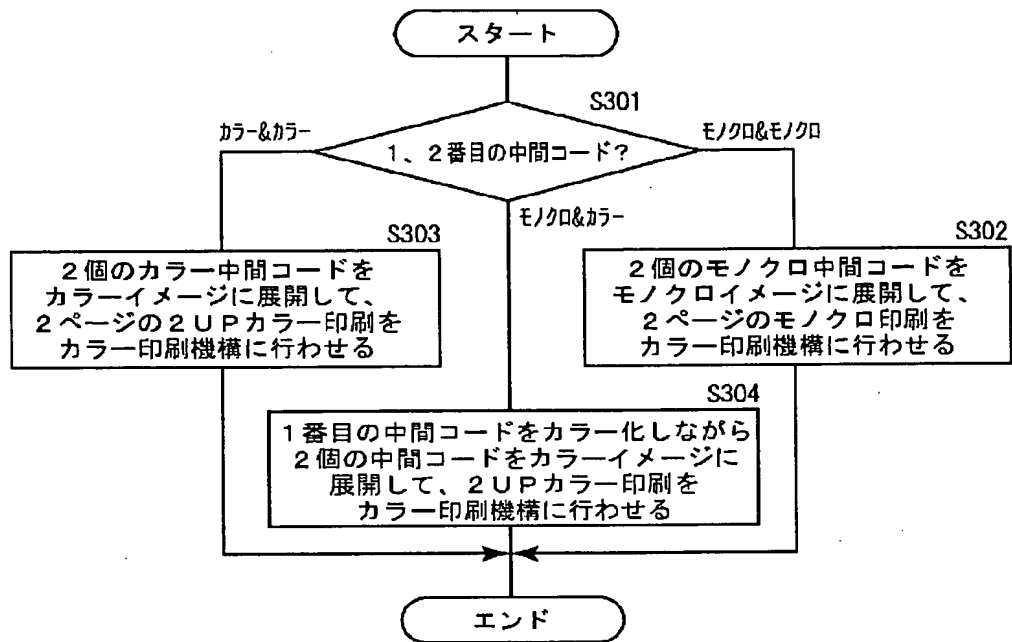 スタート
S301
カラー&カラー
モノクロ&モノクロ
1、2番目の中間コード?
モノクロ&カラー
S303
2個のカラー中間コードを
カラーイメージに展開して、
2ページの2UPカラー印刷を
カラー印刷機構に行わせる
S302
2個のモノクロ中間コードを
モノクロイメージに展開して、
2ページのモノクロ印刷を
カラー印刷機構に行わせる
S304
1番目の中間コードをカラー化しながら
2個の中間コードをカラーイメージに
展開して、2UPカラー印刷を
カラー印刷機構に行わせる
エンド